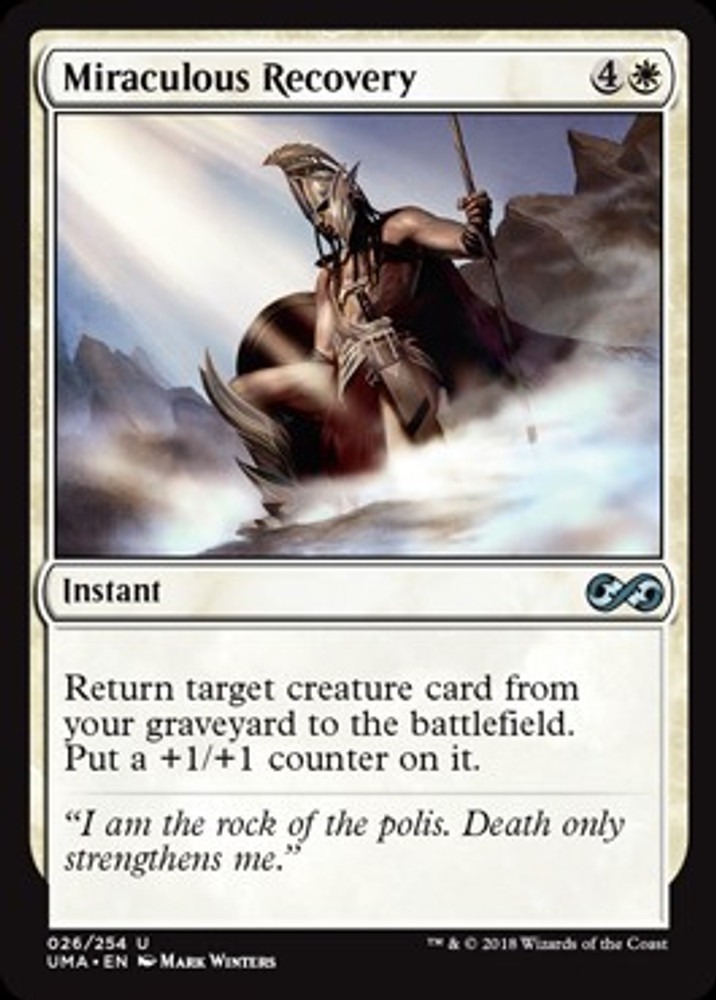 Miraculous Recovery 4
Instant
Return target creature card from
your graveyard to the battlefield.
Put a +1/+1 counter on it.
“I am the rock of the polis. Death only
strengthens me.”
026/254 U ™ & © 2018 Wizards of the Coast
UMA • EN Mark Winters